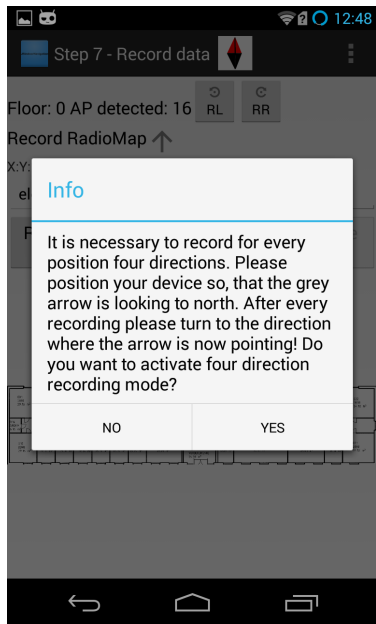 12:48
Step 7 - Record data
Floor: 0 AP detected: 16 RL RR
Record RadioMap
X:Y:
el
Info
It is necessary to record for every
position four directions. Please
position your device so, that the grey
arrow is looking to north. After every
recording please turn to the direction
where the arrow is now pointing! Do
you want to activate four direction
recording mode?
NO YES